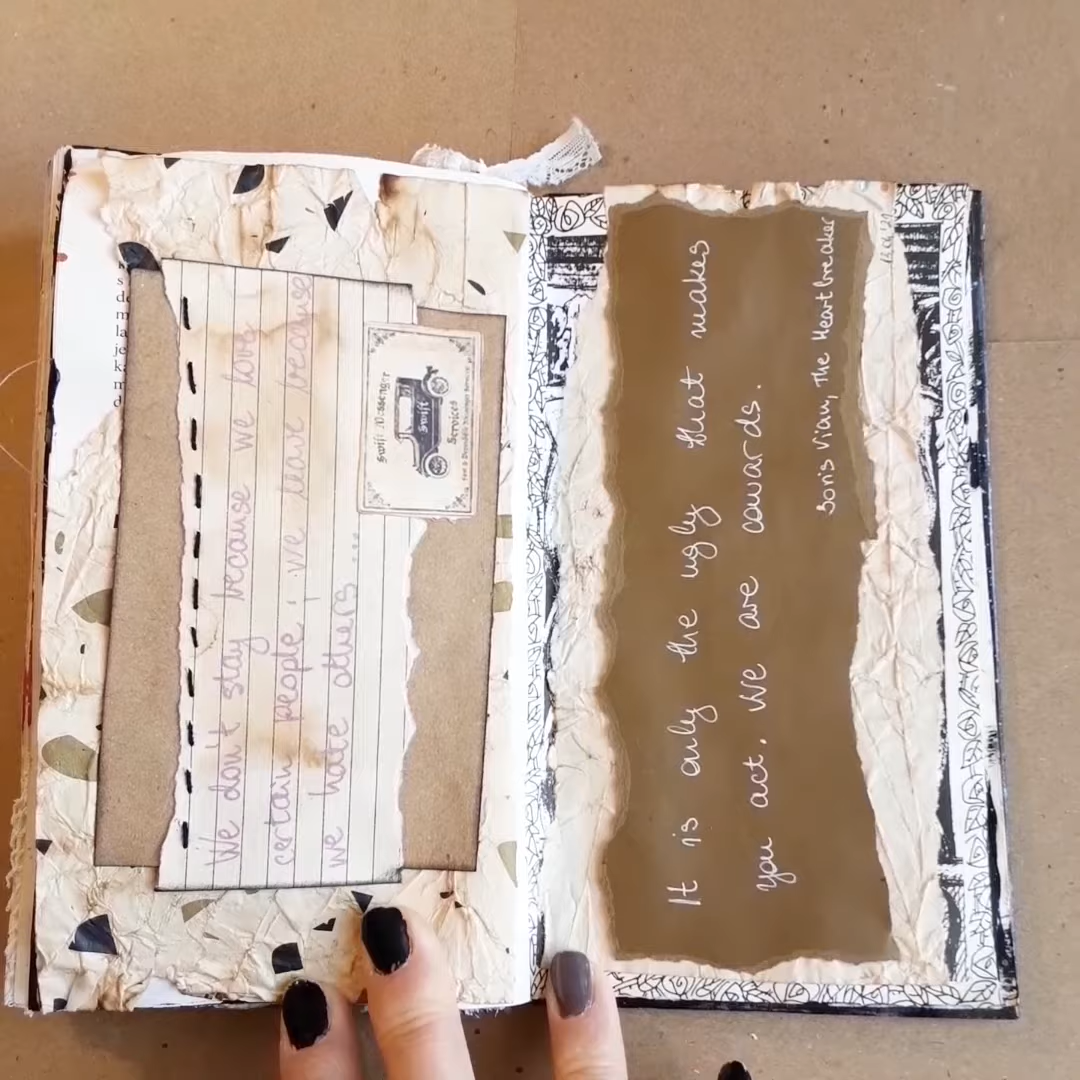 We don't stay because we love
certain people, we leave because
we hate others ...
Swift Messenger
Swift
Services
It is only the ugly that makes
you act. We are cowards.
Boris Vian, The Heartbreaker